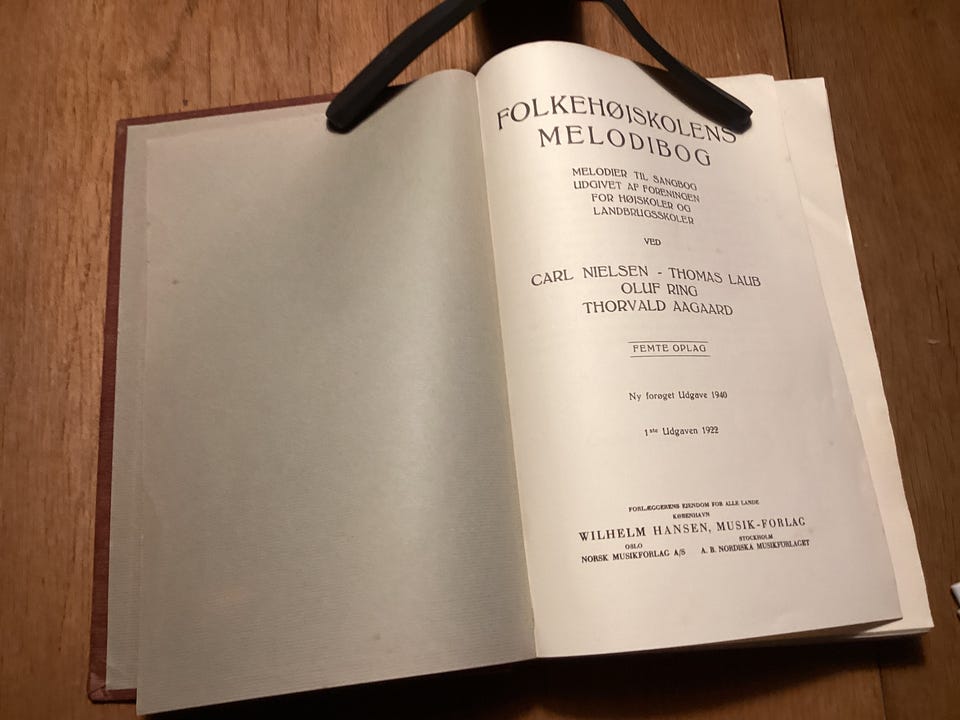 FOLKEHØJSKOLENS
MELODIBOG
MELODIER TIL SANGBOG
UDGIVET AF FORENINGEN
FOR HØJSKOLER OG
LANDBRUGSSKOLER
VED
CARL NIELSEN - THOMAS LAUB
OLUF RING
THORVALD AAGAARD
FEMTE OPLAG
Ny forøget Udgave 1940
1ste Udgaven 1922
FORLÆGGERENS EJENDOM FOR ALLE LANDE
KØBENHAVN
WILHELM HANSEN, MUSIK-FORLAG
OSLO STOCKHOLM
NORSK MUSIKFORLAG A/S A. B. NORDISKA MUSIKFÖRLAGET